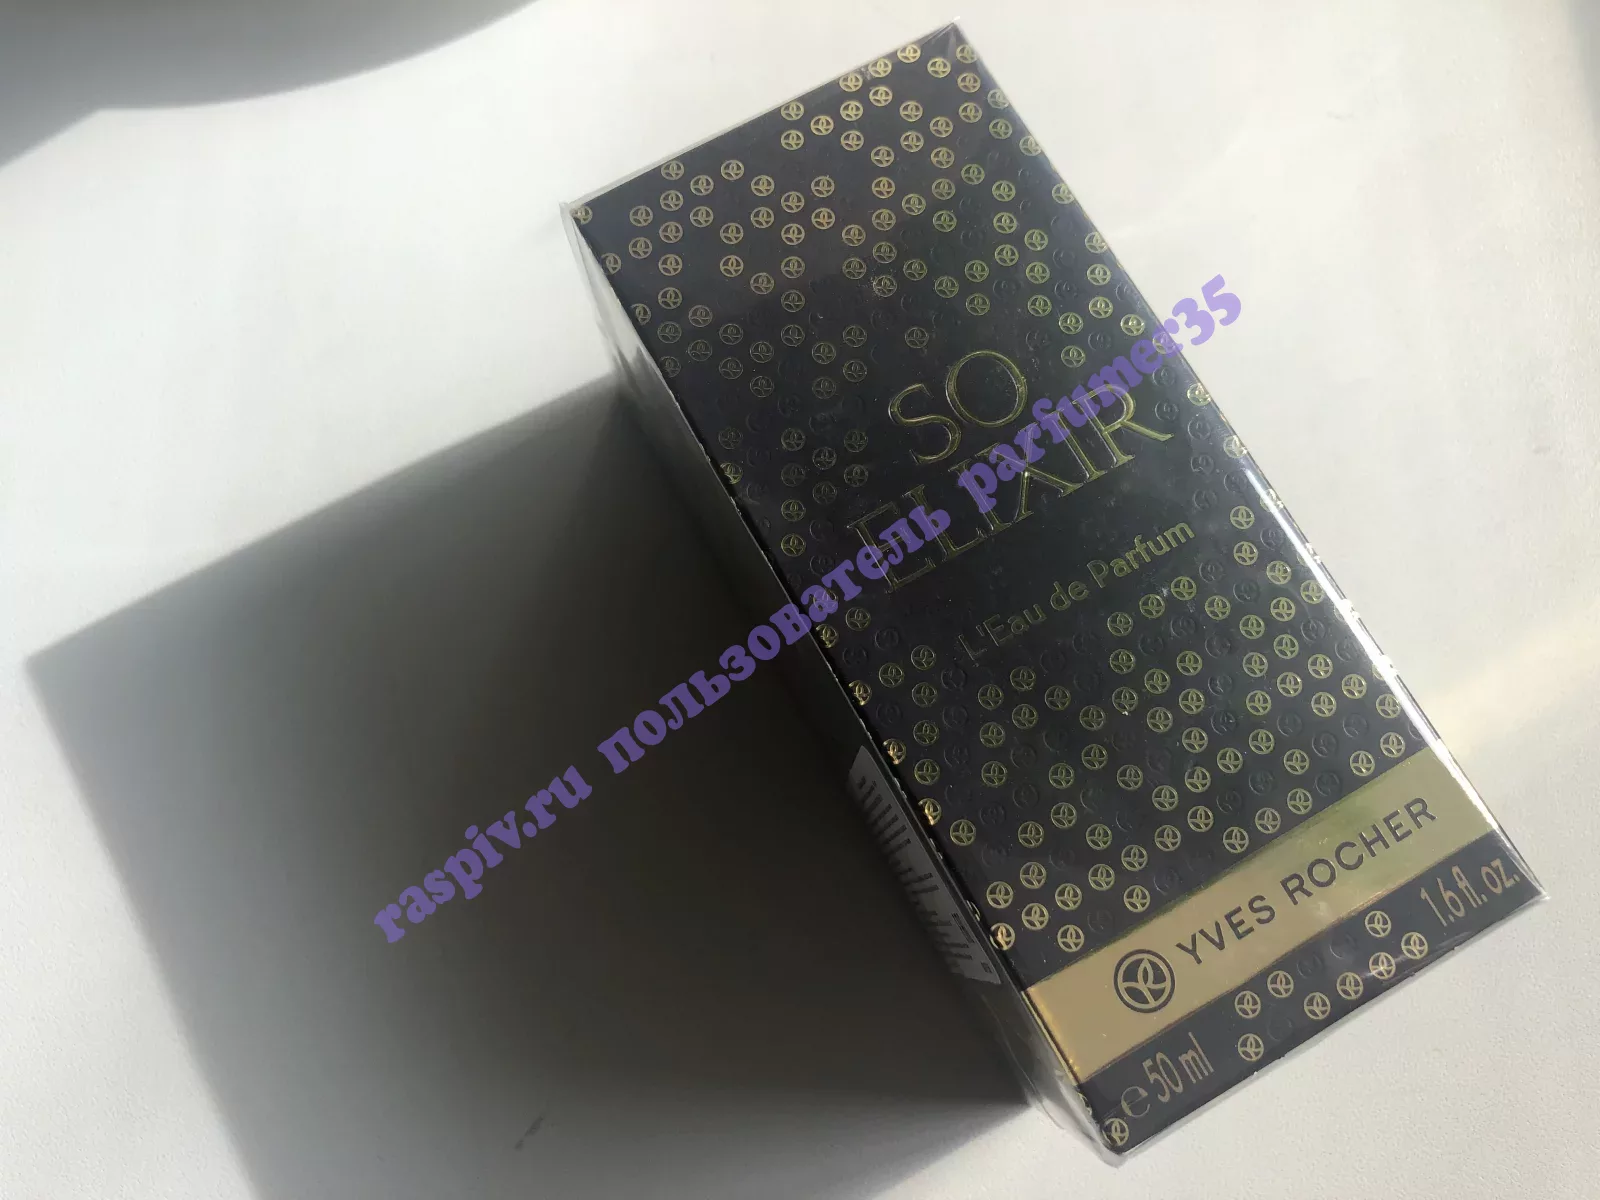 SO
ELIXIR
L'Eau de Parfum
YVES ROCHER
e 50 ml 1.6 fl. oz.
raspiv.ru пользователь parfumer35